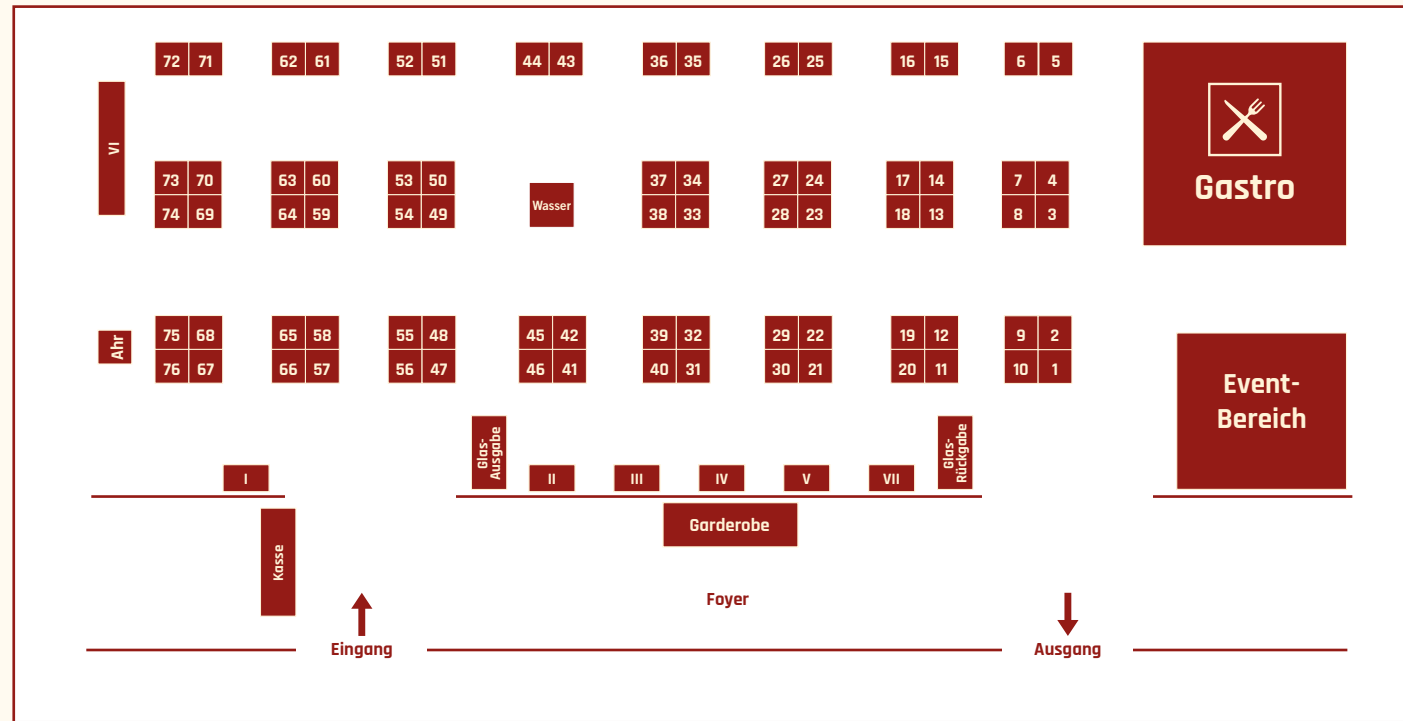 72 71 62 61 52 51 44 43 36 35 26 25 16 15 6 5
VI
73 70 63 60 53 50 37 34 27 24 17 14 7 4
Gastro
Wasser
74 69 64 59 54 49 38 33 28 23 18 13 8 3
75 68 65 58 55 48 45 42 39 32 29 22 19 12 9 2
Ahr
76 67 66 57 56 47 46 41 40 31 30 21 20 11 10 1
Event-
Bereich
Glas-
Ausgabe
Glas-
Rückgabe
I II III IV V VII
Garderobe
Kasse
Foyer
Eingang
Ausgang